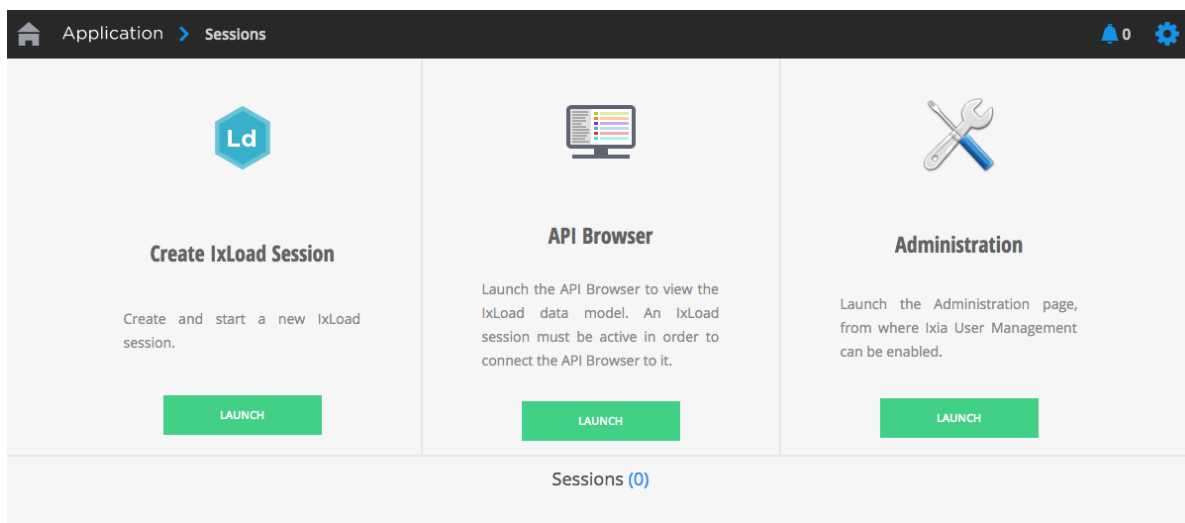 Application > Sessions
0
Ld
Create IxLoad Session
Create and start a new IxLoad
session.
LAUNCH
API Browser
Launch the API Browser to view the
IxLoad data model. An IxLoad
session must be active in order to
connect the API Browser to it.
LAUNCH
Administration
Launch the Administration page,
from where Ixia User Management
can be enabled.
LAUNCH
Sessions (0)